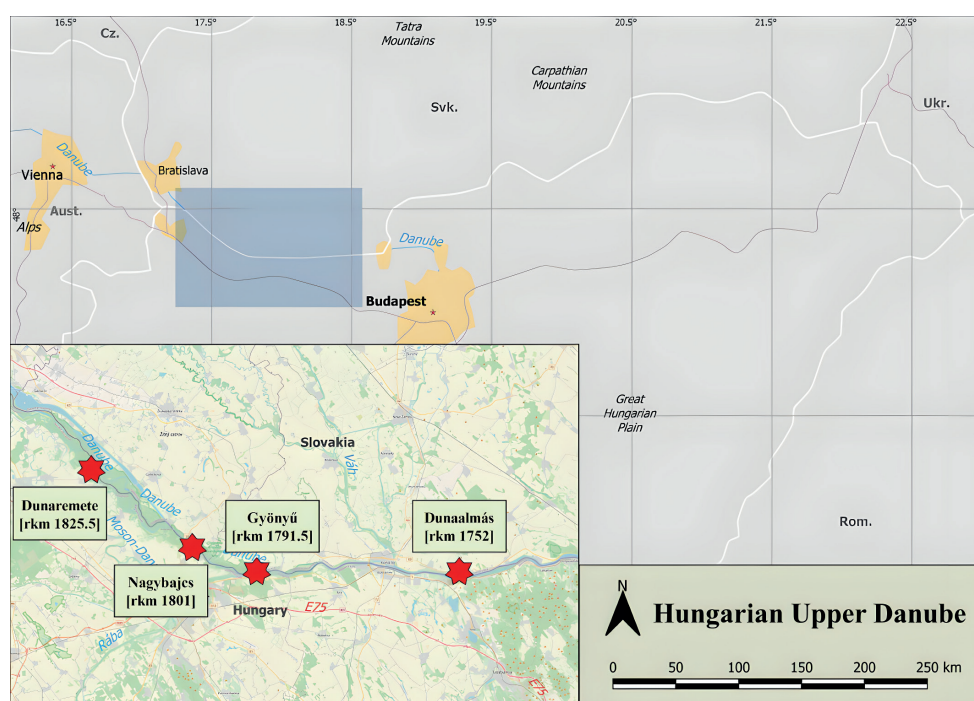 16.5°
17.5°
18.5°
19.5°
20.5°
21.5°
22.5°
Cz.
Tatra
Mountains
Carpathian
Mountains
Svk.
Ukr.
Danube
Vienna
Bratislava
48°
Aust.
Alps
Danube
Budapest
Great
Hungarian
Plain
Rom.
Slovakia
Danube
Váh
Danube
Dunaremete
[rkm 1825.5]
Gyönyű
[rkm 1791.5]
Dunaalmás
[rkm 1752]
Moson-Dan
Danube
Nagybajcs
[rkm 1801]
Hungary
E75
Rába
E75
N
Hungarian Upper Danube
0 50 100 150 200 250 km